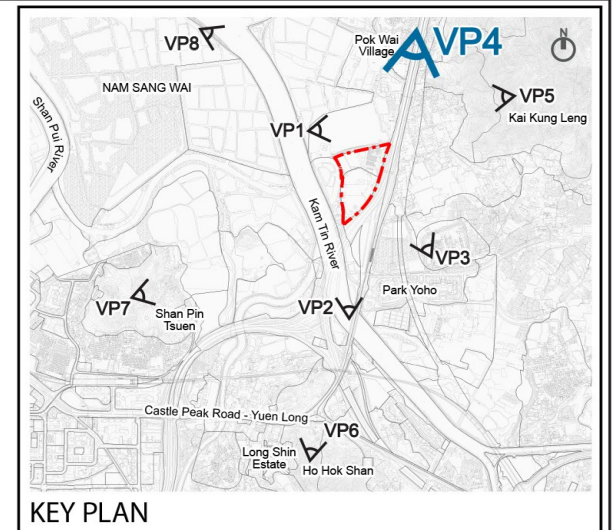 VP8
Pok Wai
Village
VP4
N
NAM SANG WAI
VP5
Kai Kung Leng
Shan Pui River
VP1
Kam Tin River
VP3
Park Yoho
VP7
Shan Pin
Tsuen
VP2
Castle Peak Road - Yuen Long
VP6
Long Shin
Estate
Ho Hok Shan
KEY PLAN